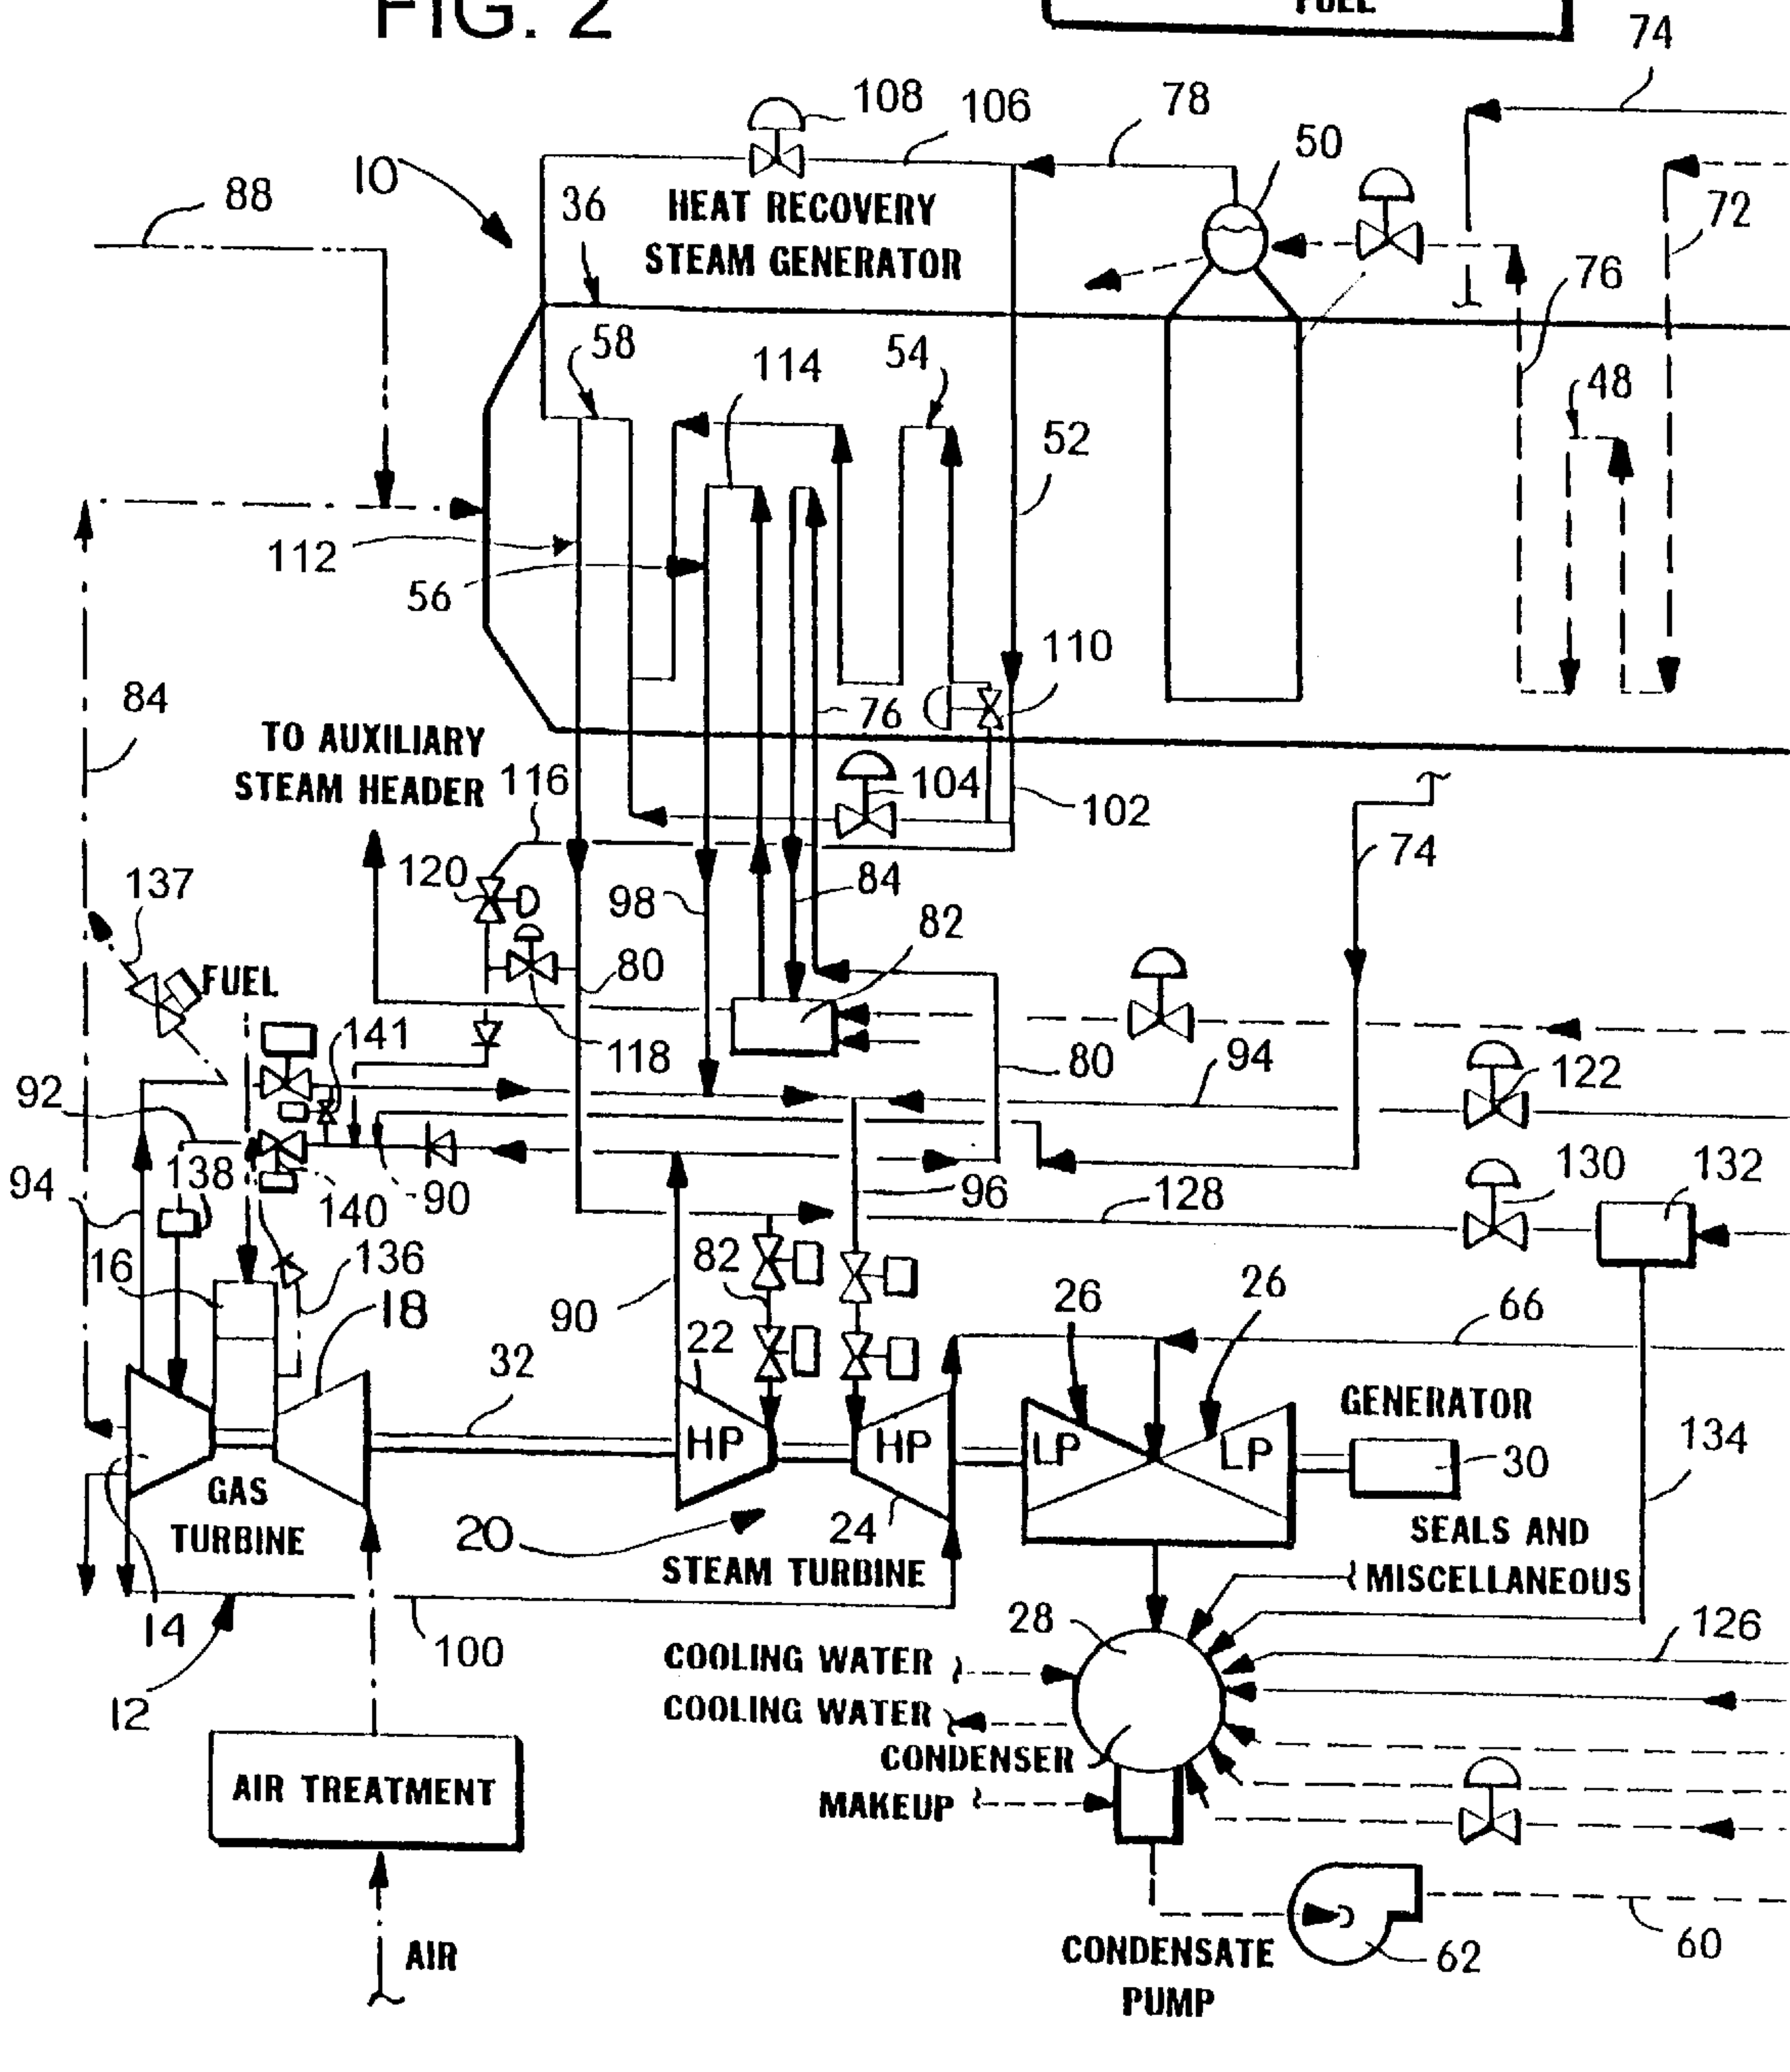 FIG. 2
FUEL
74
108
106
78
50
10
88
36
HEAT RECOVERY
STEAM GENERATOR
72
76
58
114
54
48
52
112
56
110
84
76
TO AUXILIARY
STEAM HEADER
116
104
102
74
120
137
98
84
82
FUEL
80
141
118
94
80
122
92
138
94
140
90
96
128
130
132
16
136
82
26
26
18
90
22
66
32
GENERATOR
HP
HP
LP
LP
30
134
GAS
TURBINE
20
24
SEALS AND
MISCELLANEOUS
STEAM TURBINE
14
28
100
126
12
COOLING WATER
COOLING WATER
CONDENSER
AIR TREATMENT
MAKEUP
AIR
CONDENSATE
PUMP
62
60